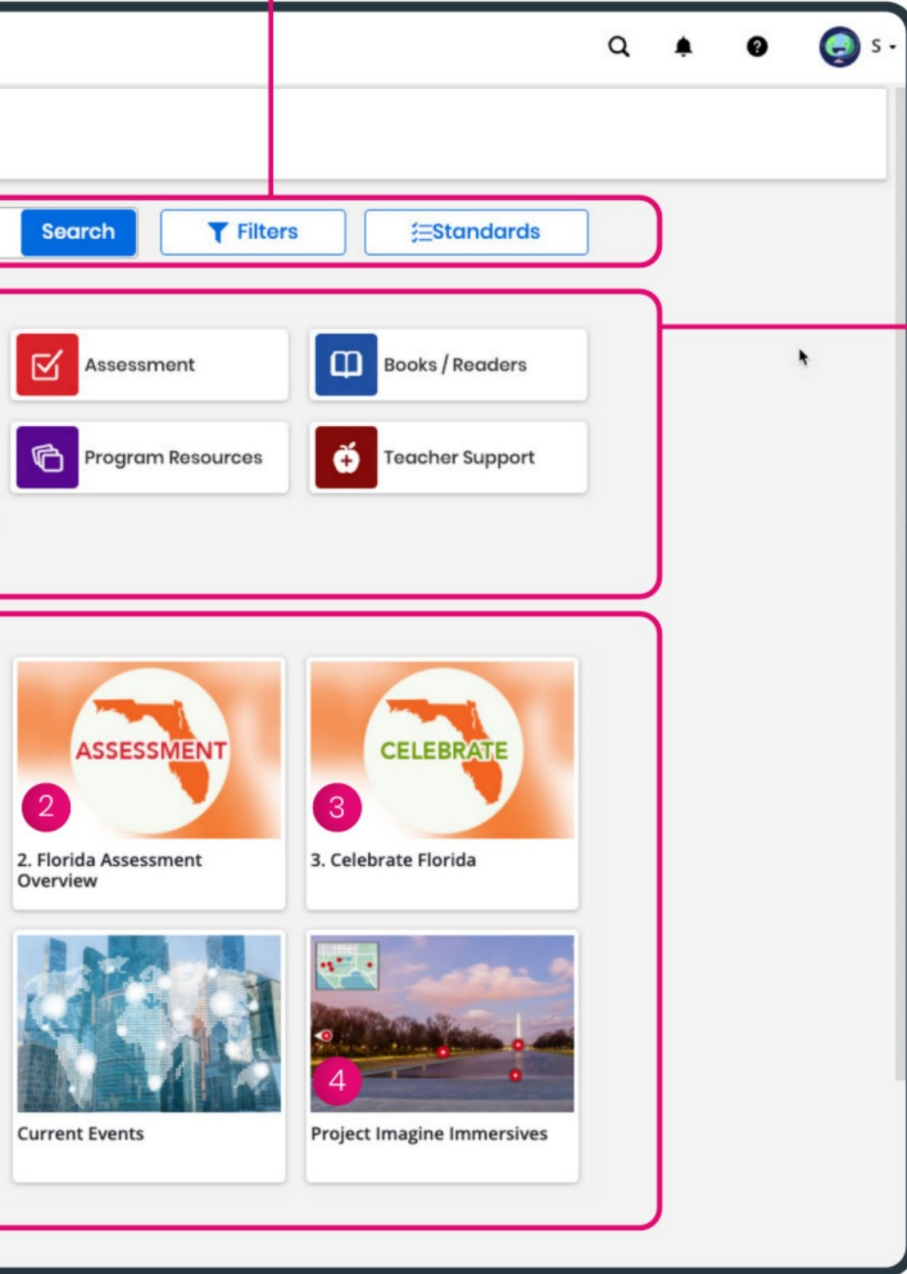 S
Search
Filters
Standards
Assessment
Books / Readers
Program Resources
Teacher Support
ASSESSMENT
2
2. Florida Assessment
Overview
CELEBRATE
3
3. Celebrate Florida
Current Events
4
Project Imagine Immersives